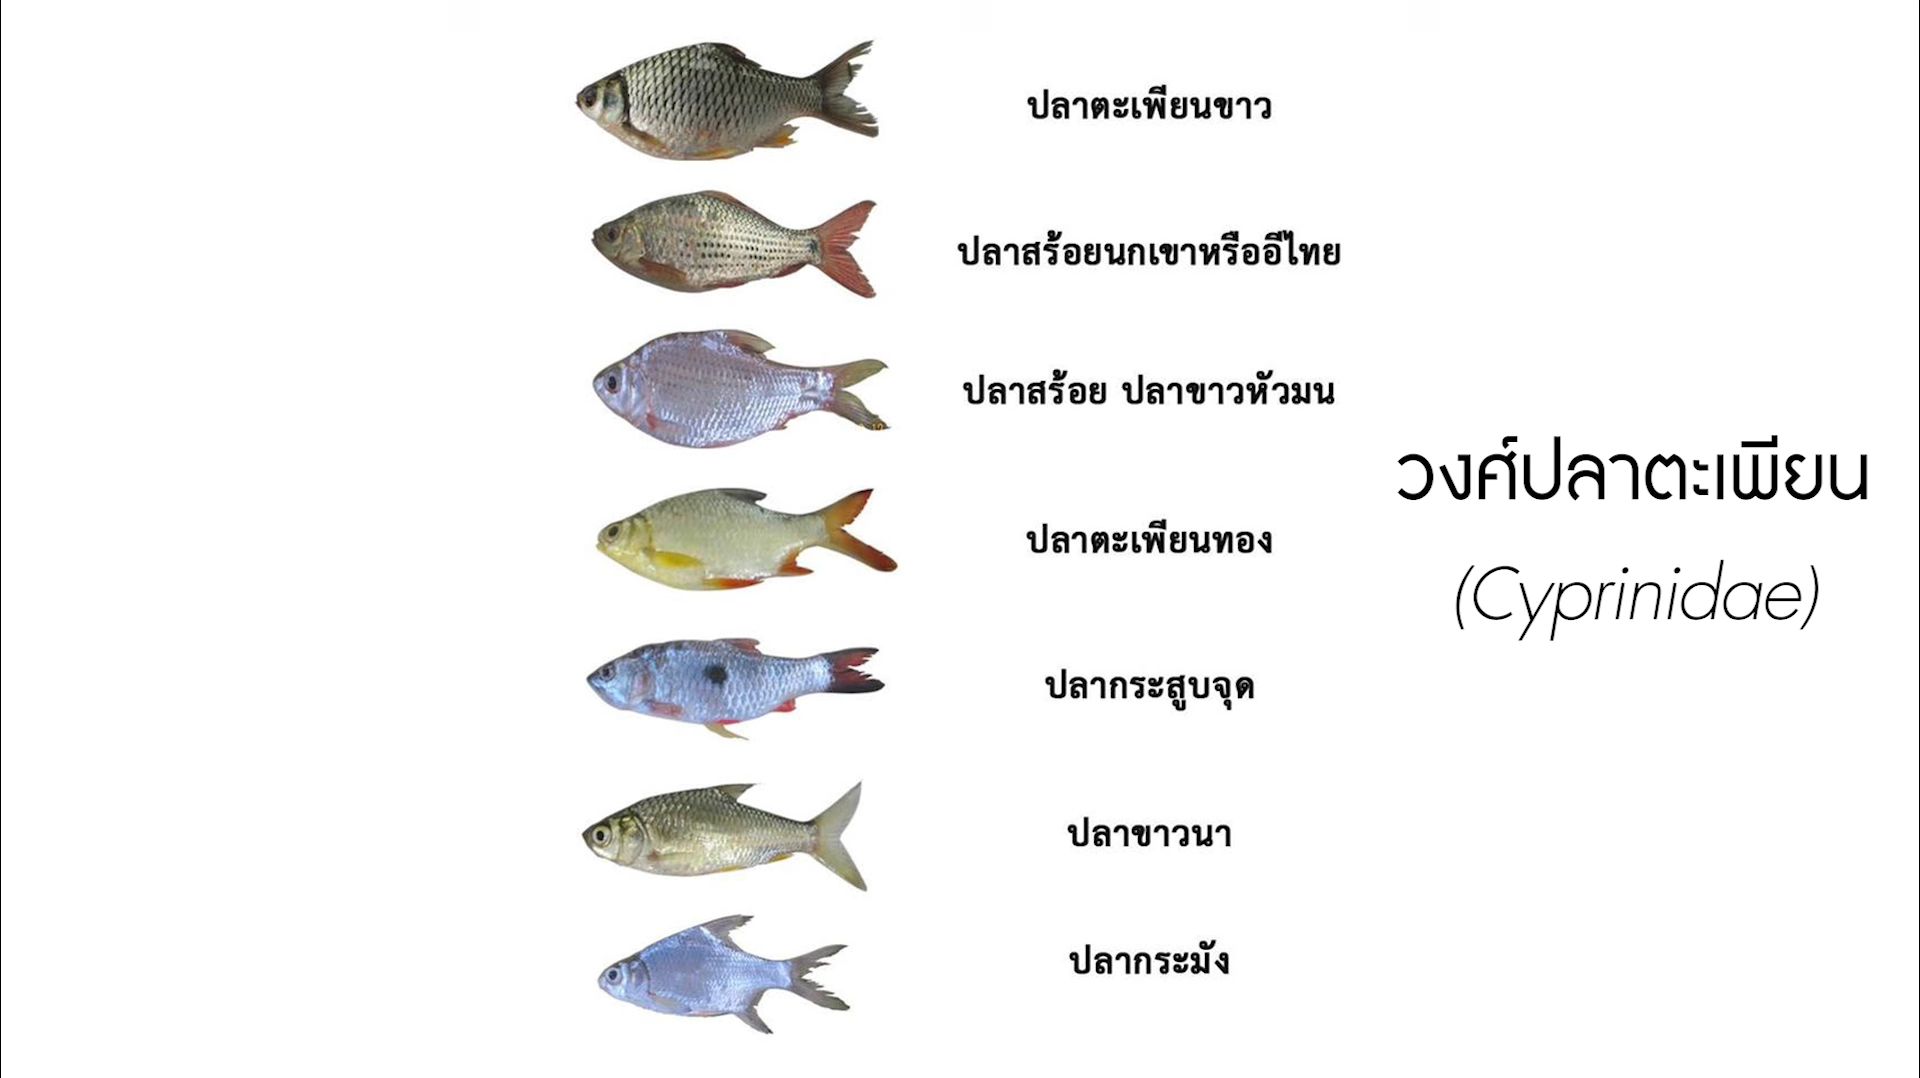 ปลาตะเพียนขาว
ปลาสร้อยนกเขาหรืออีไทย
ปลาสร้อย ปลาขาวหัวมน
ปลาตะเพียนทอง
ปลากระสูบจุด
ปลาขาวนา
ปลากระมัง
วงศ์ปลาตะเพียน
(Cyprinidae)